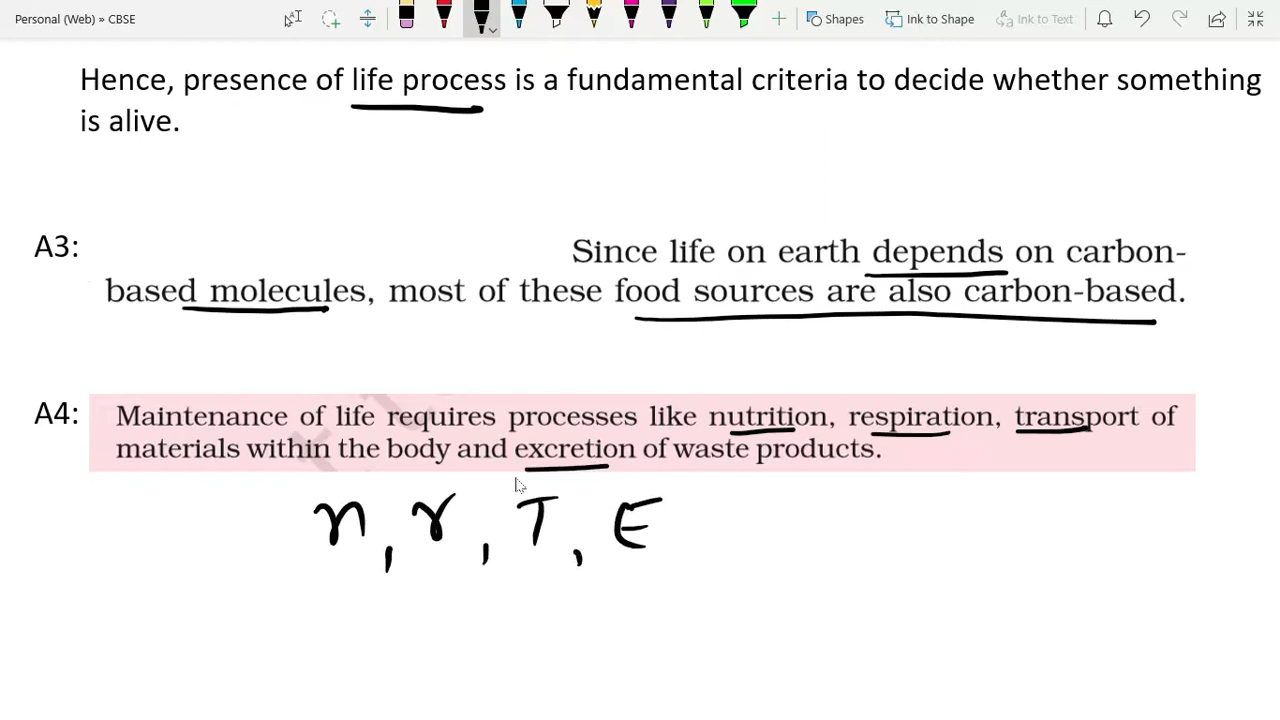 Personal (Web) » CBSE
Shapes
Ink to Shape
Ink to Text
Hence, presence of life process is a fundamental criteria to decide whether something
is alive.
A3:
Since life on earth depends on carbon-
based molecules, most of these food sources are also carbon-based.
A4:
Maintenance of life requires processes like nutrition, respiration, transport of
materials within the body and excretion of waste products.
n, r, T, E